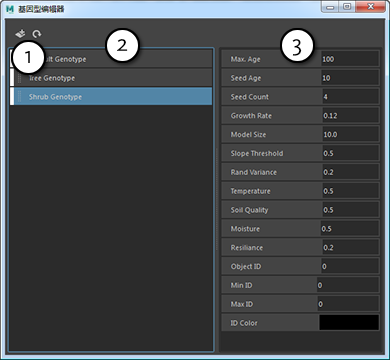 基因型编辑器
1
2
3
Genotype
Tree Genotype
Shrub Genotype
Max. Age 100
Seed Age 10
Seed Count 4
Growth Rate 0.12
Model Size 10.0
Slope Threshold 0.5
Rand Variance 0.2
Temperature 0.5
Soil Quality 0.5
Moisture 0.5
Resiliance 0.2
Object ID 0
Min ID 0
Max ID 0
ID Color